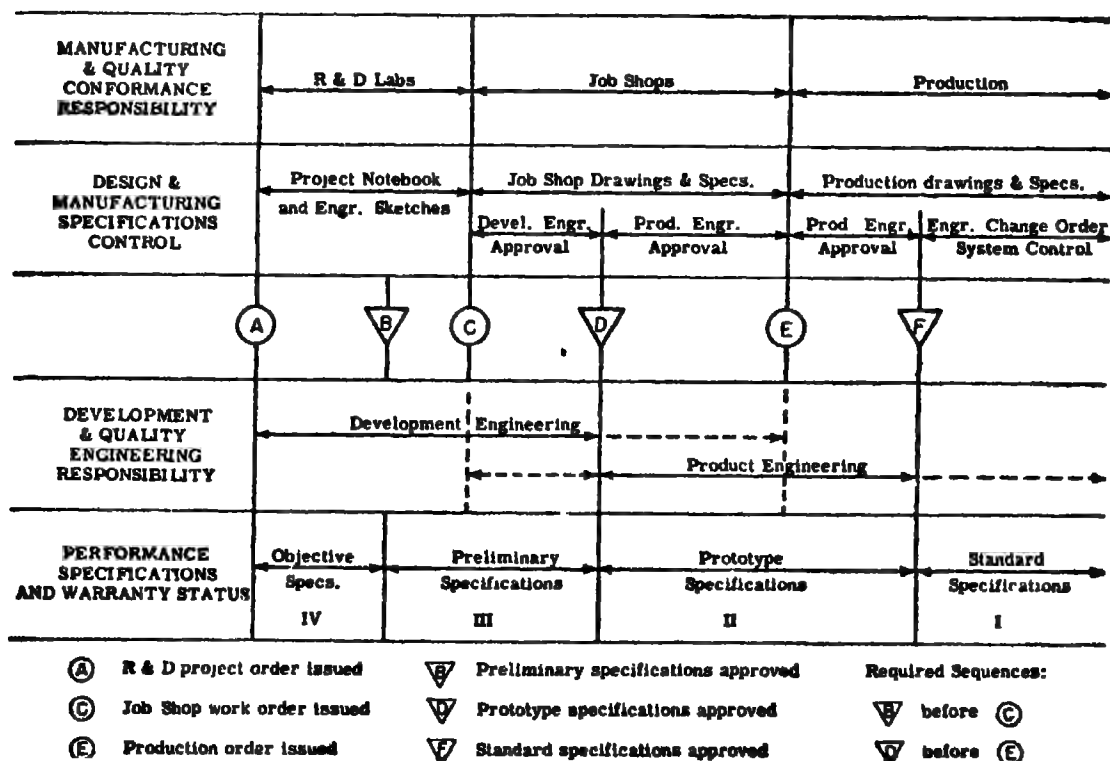 MANUFACTURING
& QUALITY
CONFORMANCE
RESPONSIBILITY
R & D Labs
Job Shops
Production
DESIGN &
MANUFACTURING
SPECIFICATIONS
CONTROL
Project Notebook
and Engr. Sketches
Job Shop Drawings & Specs.
Production drawings & Specs.
Devel. Engr.
Approval
Prod. Engr.
Approval
Prod Engr
Approval
Engr. Change Order
System Control
A
B
C
D
E
F
DEVELOPMENT
& QUALITY
ENGINEERING
RESPONSIBILITY
Development Engineering
Product Engineering
PERFORMANCE
SPECIFICATIONS
AND WARRANTY STATUS
Objective
Specs.
IV
Preliminary
Specifications
III
Prototype
Specifications
II
Standard
Specifications
I
A R & D project order issued
B Preliminary specifications approved
Required Sequences:
C Job Shop work order issued
D Prototype specifications approved
B before C
E Production order issued
F Standard specifications approved
D before E